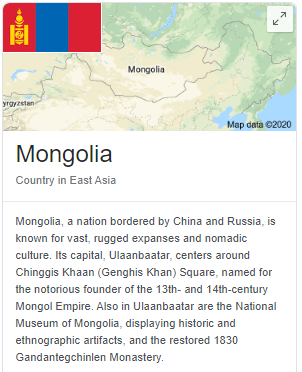 Mongolia
yrgyzstan
Map data ©2020
Mongolia
Country in East Asia
Mongolia, a nation bordered by China and Russia, is
known for vast, rugged expanses and nomadic
culture. Its capital, Ulaanbaatar, centers around
Chinggis Khaan (Genghis Khan) Square, named for
the notorious founder of the 13th- and 14th-century
Mongol Empire. Also in Ulaanbaatar are the National
Museum of Mongolia, displaying historic and
ethnographic artifacts, and the restored 1830
Gandantegchinlen Monastery.